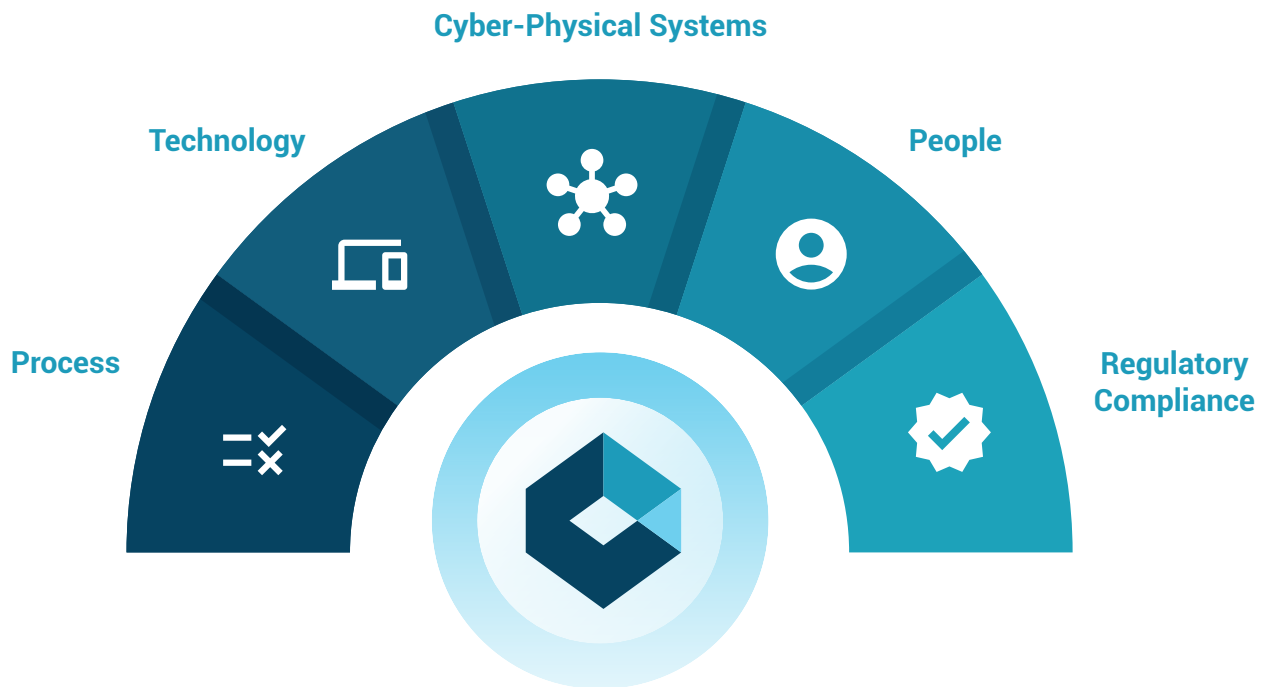 Cyber-Physical Systems
Technology
People
Process
Regulatory
Compliance